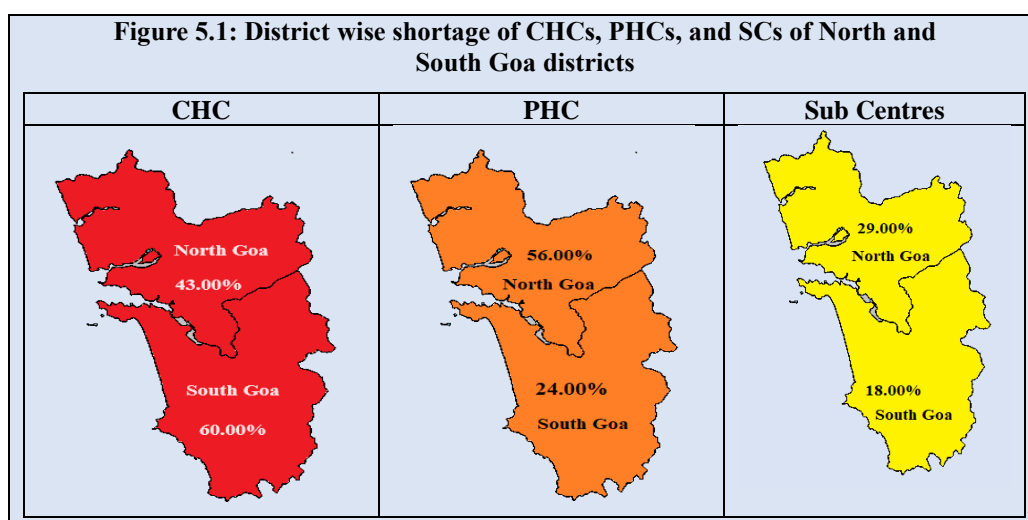 Figure 5.1: District wise shortage of CHCs, PHCs, and SCs of North and
South Goa districts
CHC
PHC
Sub Centres
North Goa
43.00%
South Goa
60.00%
56.00%
North Goa
24.00%
South Goa
29.00%
North Goa
18.00%
South Goa